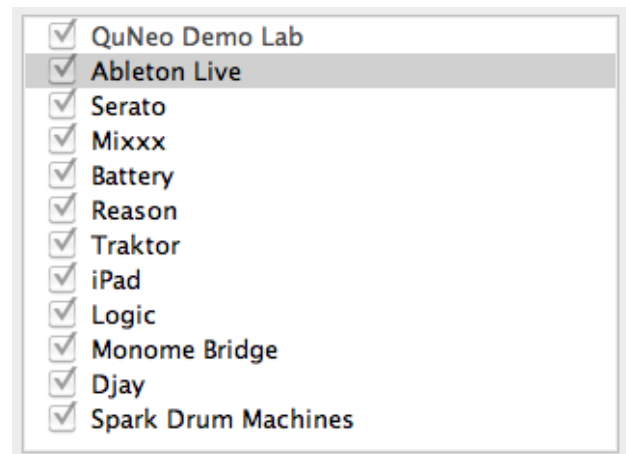 QuNeo Demo Lab
Ableton Live
Serato
Mixxx
Battery
Reason
Traktor
iPad
Logic
Monome Bridge
Djay
Spark Drum Machines